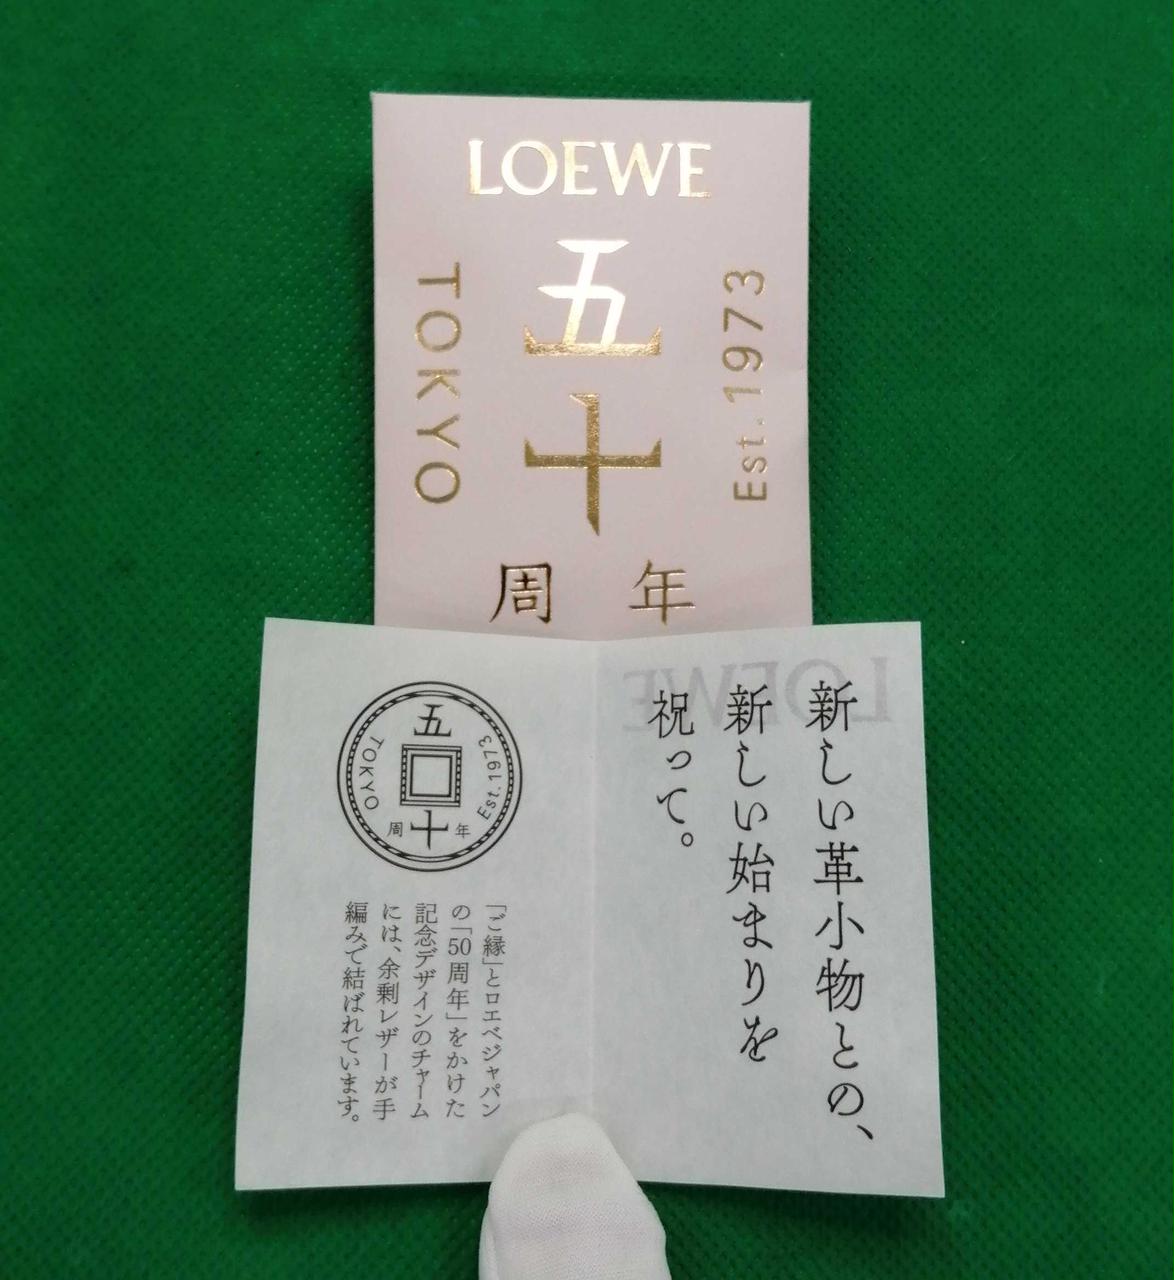 LOEWE
五
十
TOKYO
Est.1973
周 年
新しい革小物との、
新しい始まりを
祝って。
LOEWE
五
TOKYO
Est.1973
周十年
「ご縁」とロエベジャパン
の「50周年」をかけた
記念デザインのチャーム
には、余剰レザーが手
編みで結ばれています。